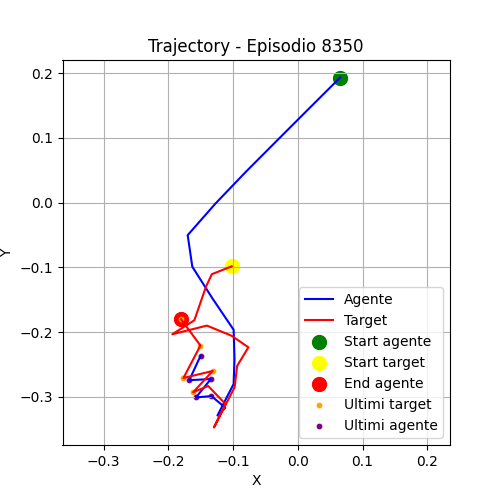 Trajectory - Episodio 8350
0.2
0.1
0.0
−0.1
−0.2
−0.3
Y
−0.3
−0.2
−0.1
0.0
0.1
0.2
X
Agente
Target
Start agente
Start target
End agente
Ultimi target
Ultimi agente